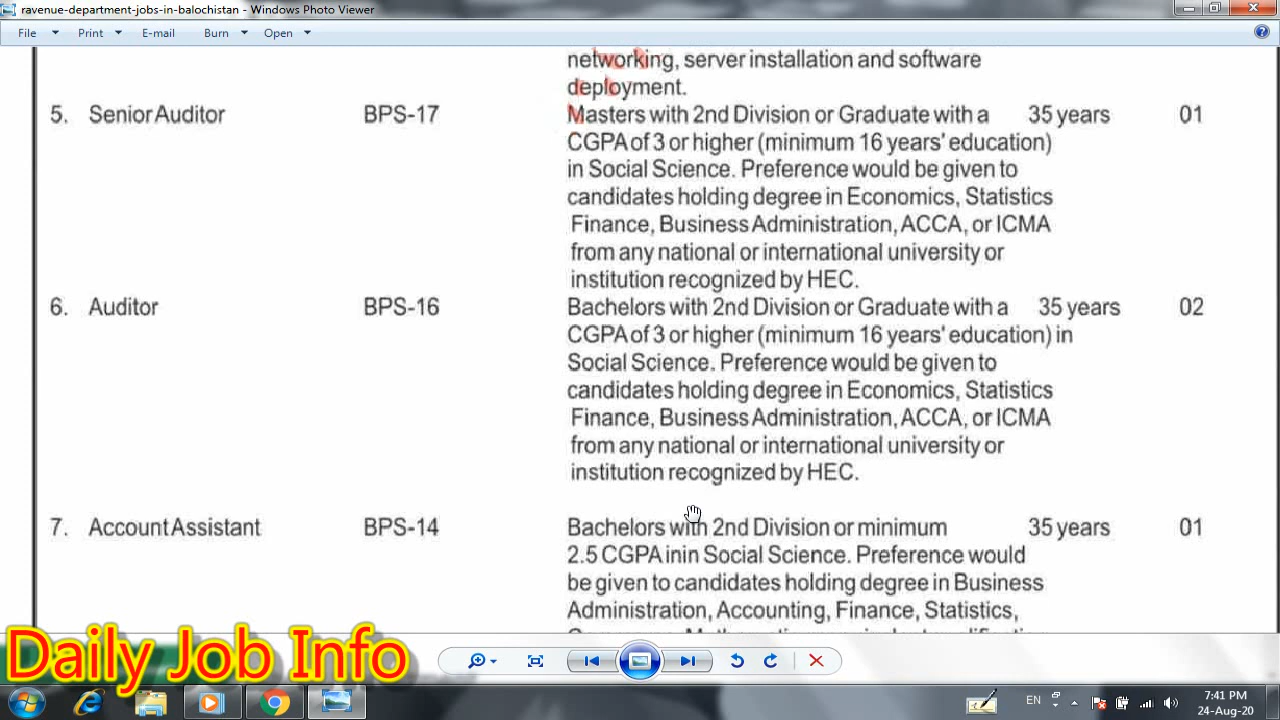 ravenue-department-jobs-in-balochistan - Windows Photo Viewer
File Print E-mail Burn Open
networking, server installation and software
deployment.
5. Senior Auditor BPS-17 Masters with 2nd Division or Graduate with a 35 years 01
CGPA of 3 or higher (minimum 16 years' education)
in Social Science. Preference would be given to
candidates holding degree in Economics, Statistics
Finance, Business Administration, ACCA, or ICMA
from any national or international university or
institution recognized by HEC.
6. Auditor BPS-16 Bachelors with 2nd Division or Graduate with a 35 years 02
CGPA of 3 or higher (minimum 16 years' education) in
Social Science. Preference would be given to
candidates holding degree in Economics, Statistics
Finance, Business Administration, ACCA, or ICMA
from any national or international university or
institution recognized by HEC.
7. Account Assistant BPS-14 Bachelors with 2nd Division or minimum 35 years 01
2.5 CGPA inin Social Science. Preference would
be given to candidates holding degree in Business
Administration, Accounting, Finance, Statistics,
Daily Job Info
EN
7:41 PM
24-Aug-20